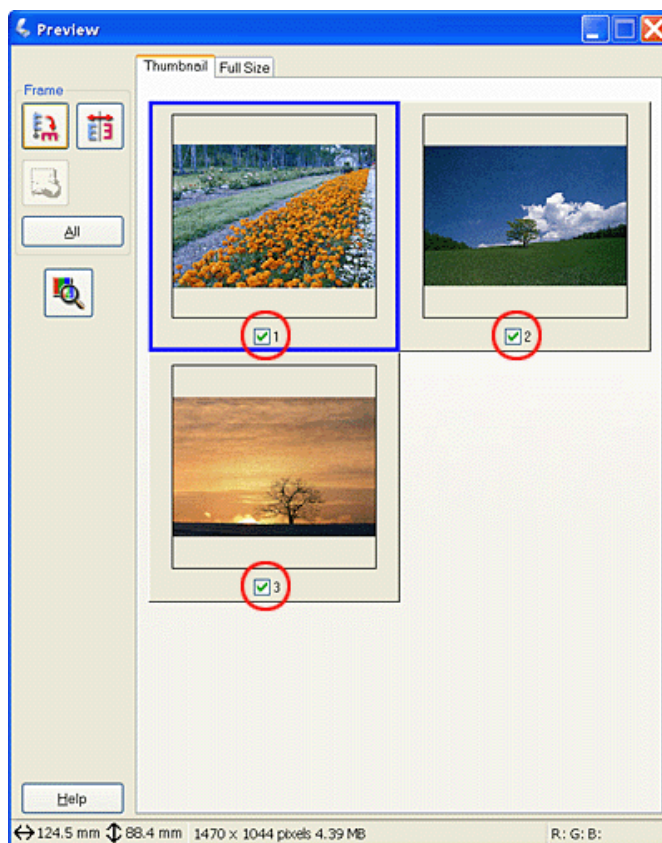 Preview
Thumbnail Full Size
Frame
All
1
2
3
Help
124.5 mm 88.4 mm 1470 x 1044 pixels 4.39 MB R: G: B: